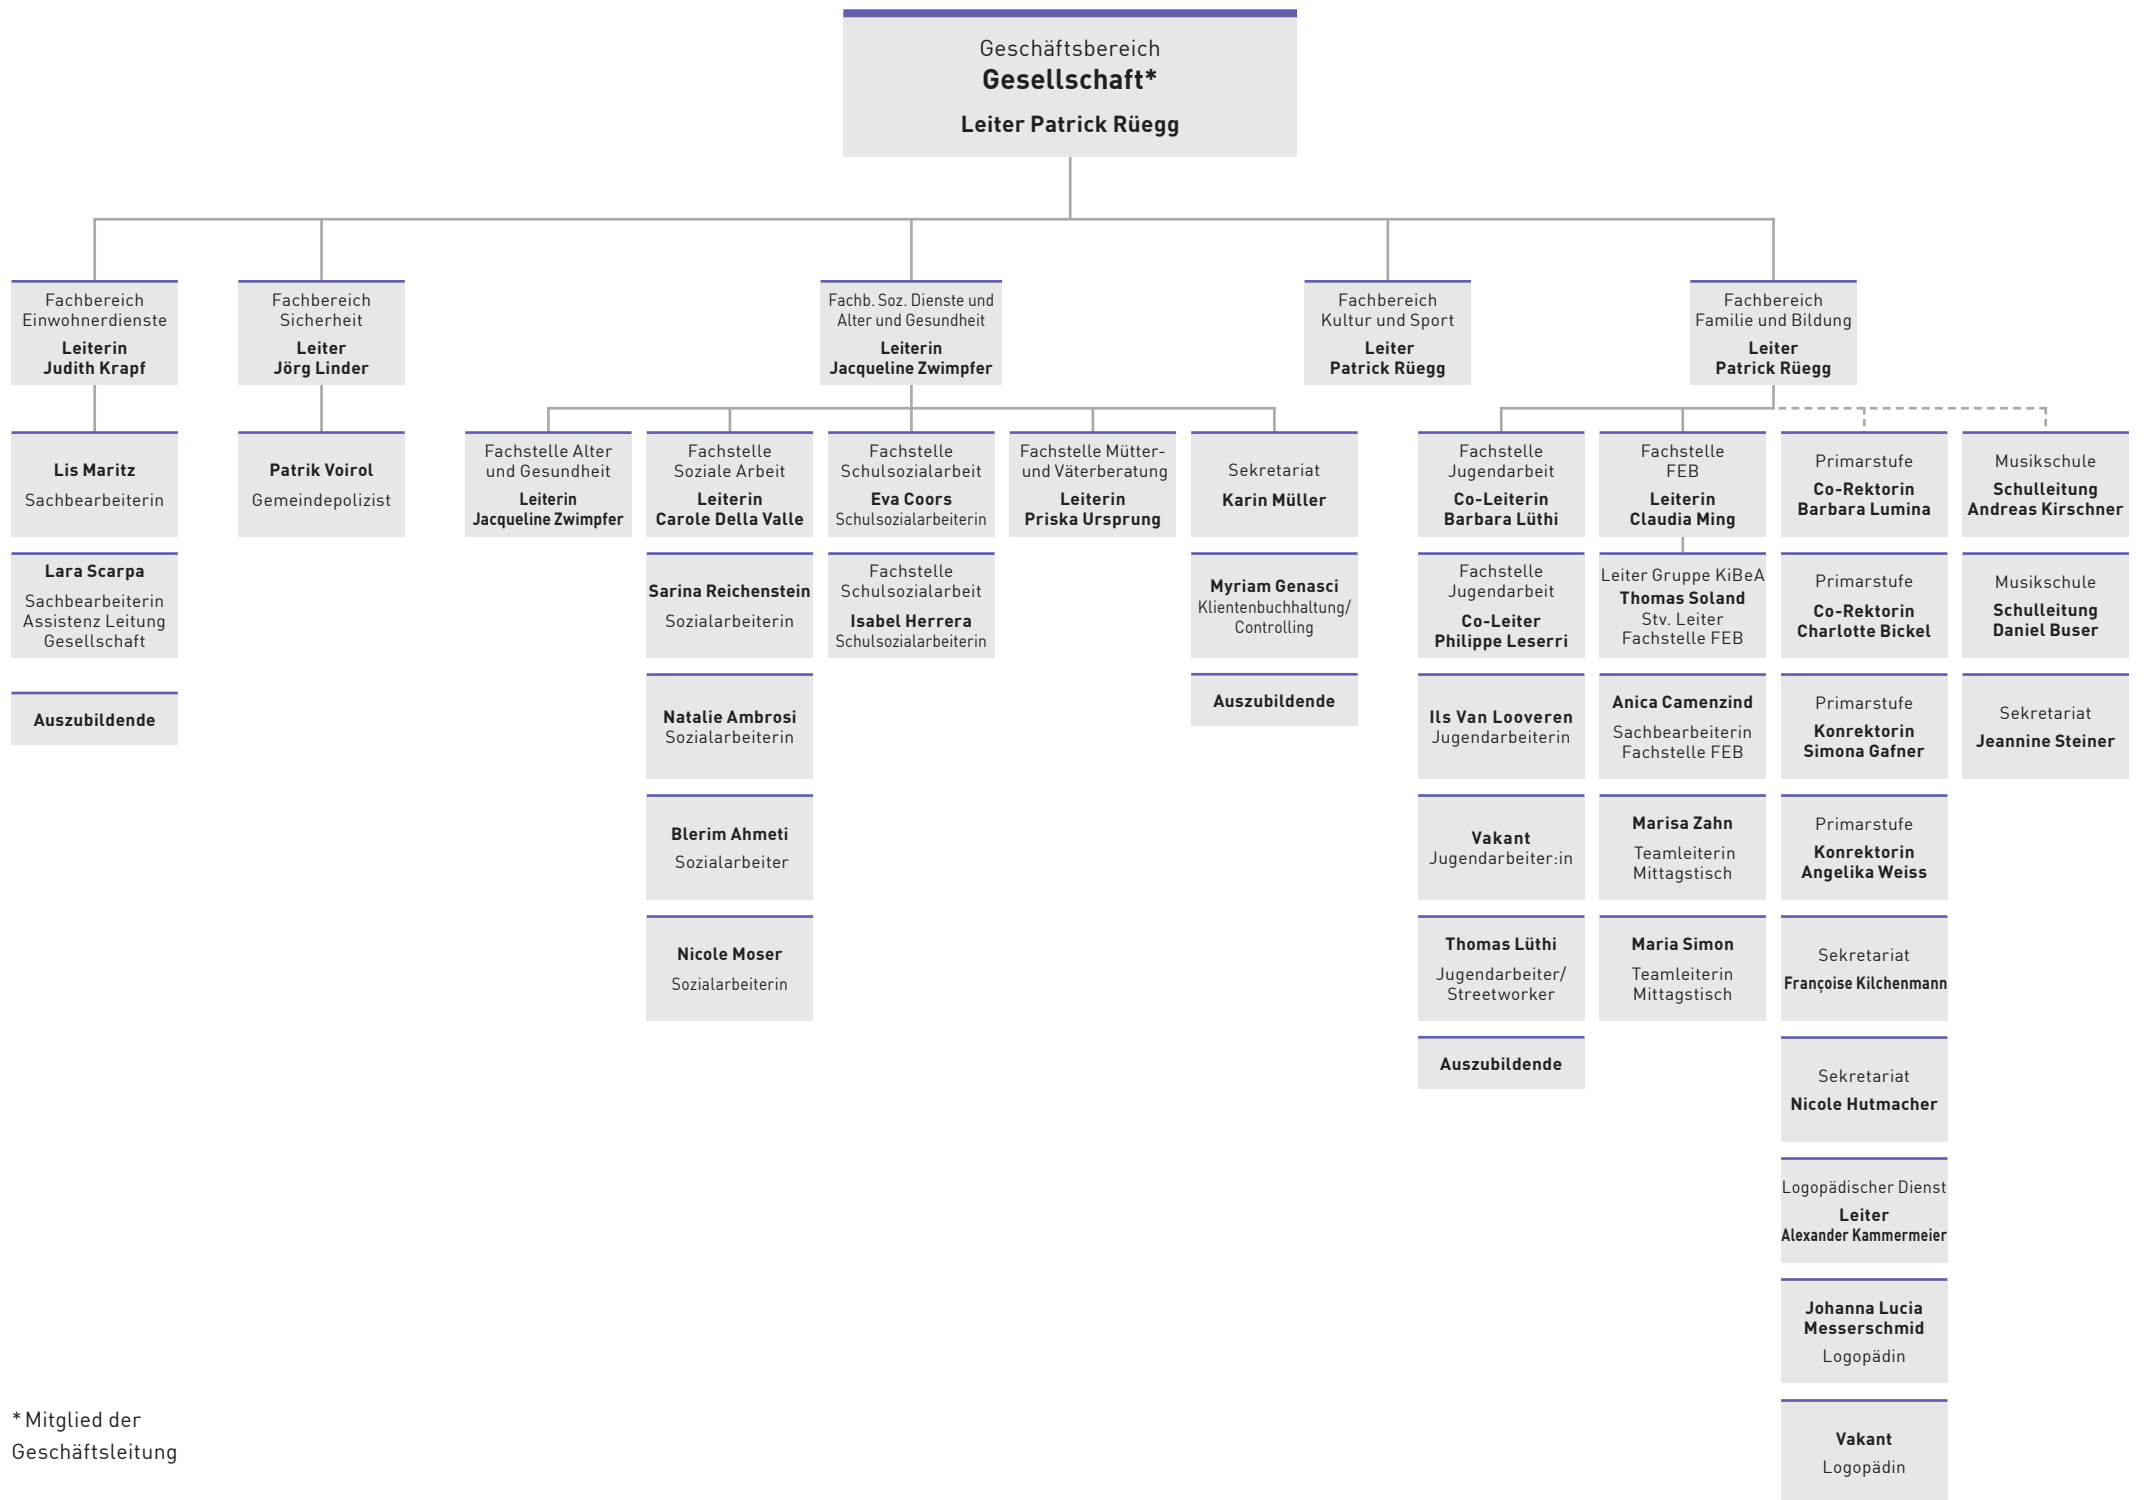 Geschäftsbereich
Gesellschaft*
Leiter Patrick Rüegg
Fachbereich
Einwohnerdienste
Leiterin
Judith Krapf
Fachbereich
Sicherheit
Leiter
Jörg Linder
Fachb. Soz. Dienste und
Alter und Gesundheit
Leiterin
Jacqueline Zwimpfer
Fachbereich
Kultur und Sport
Leiter
Patrick Rüegg
Fachbereich
Familie und Bildung
Leiter
Patrick Rüegg
Lis Maritz
Sachbearbeiterin
Lara Scarpa
Sachbearbeiterin
Assistenz Leitung
Gesellschaft
Auszubildende
Patrik Voirol
Gemeindepolizist
Fachstelle Alter
und Gesundheit
Leiterin
Jacqueline Zwimpfer
Fachstelle
Soziale Arbeit
Leiterin
Carole Della Valle
Sarina Reichenstein
Sozialarbeiterin
Natalie Ambrosi
Sozialarbeiterin
Blerim Ahmeti
Sozialarbeiter
Nicole Moser
Sozialarbeiterin
Fachstelle
Schulsozialarbeit
Eva Coors
Schulsozialarbeiterin
Fachstelle
Schulsozialarbeit
Isabel Herrera
Schulsozialarbeiterin
Fachstelle Mütter-
und Väterberatung
Leiterin
Priska Ursprung
Sekretariat
Karin Müller
Myriam Genasci
Klientenbuchhaltung/
Controlling
Auszubildende
Fachstelle
Jugendarbeit
Co-Leiterin
Barbara Lüthi
Fachstelle
Jugendarbeit
Co-Leiter
Philippe Leserri
Ils Van Looveren
Jugendarbeiterin
Vakant
Jugendarbeiter:in
Thomas Lüthi
Jugendarbeiter/
Streetworker
Auszubildende
Fachstelle
FEB
Leiterin
Claudia Ming
Leiter Gruppe KiBeA
Thomas Soland
Stv. Leiter
Fachstelle FEB
Anica Camenzind
Sachbearbeiterin
Fachstelle FEB
Marisa Zahn
Teamleiterin
Mittagstisch
Maria Simon
Teamleiterin
Mittagstisch
Primarstufe
Co-Rektorin
Barbara Lumina
Primarstufe
Co-Rektorin
Charlotte Bickel
Primarstufe
Konrektorin
Simona Gafner
Primarstufe
Konrektorin
Angelika Weiss
Sekretariat
Françoise Kilchenmann
Sekretariat
Nicole Hutmacher
Logopädischer Dienst
Leiter
Alexander Kammermeier
Johanna Lucia
Messerschmid
Logopädin
Vakant
Logopädin
Musikschule
Schulleitung
Andreas Kirschner
Musikschule
Schulleitung
Daniel Buser
Sekretariat
Jeannine Steiner
* Mitglied der
Geschäftsleitung